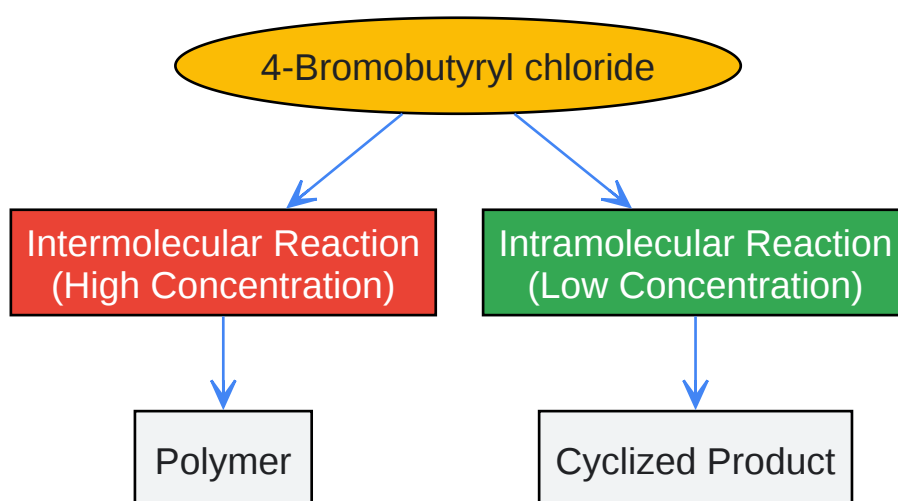 4-Bromobutyryl chloride
Intermolecular Reaction
(High Concentration)
Intramolecular Reaction
(Low Concentration)
Polymer
Cyclized Product